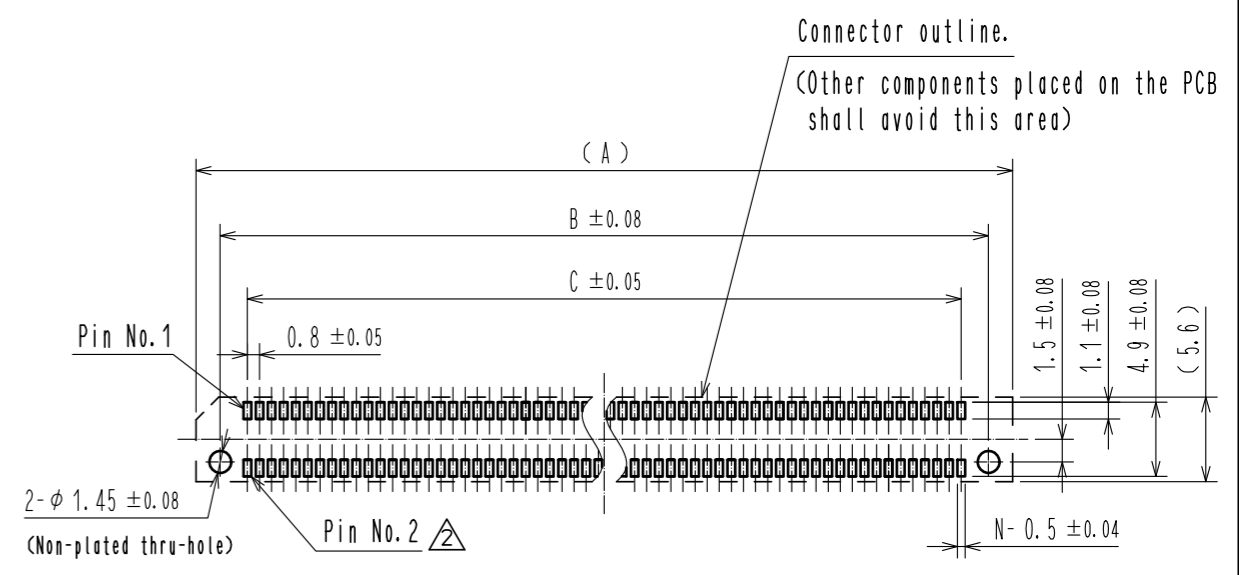 Connector outline.
(Other components placed on the PCB
shall avoid this area)
(A)
B ±0.08
C ±0.05
Pin No.1
0.8 ±0.05
1.5 ±0.08
1.1 ±0.08
4.9 ±0.08
(5.6)
2-φ 1.45 ±0.08
(Non-plated thru-hole)
Pin No.2 2
N- 0.5 ±0.04